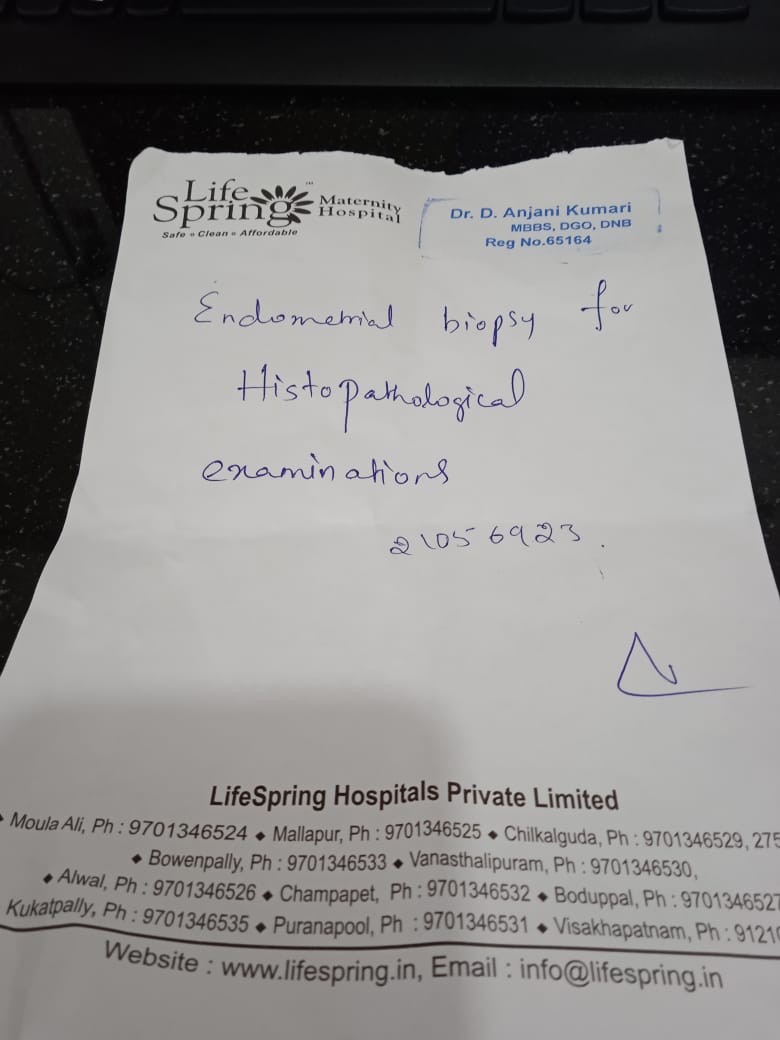 Life
Spring
™
Maternity
Hospital
Safe • Clean • Affordable
Dr. D. Anjani Kumari
MBBS, DGO, DNB
Reg No.65164
Endometrial biopsy for
Histopathological
examinations
21056923.
LifeSpring Hospitals Private Limited
Moula Ali, Ph : 9701346524 ◆ Mallapur, Ph : 9701346525 ◆ Chilkalguda, Ph : 9701346529, 275
◆ Bowenpally, Ph : 9701346533 ◆ Vanasthalipuram, Ph : 9701346530,
◆ Alwal, Ph : 9701346526 ◆ Champapet, Ph : 9701346532 ◆ Boduppal, Ph : 9701346527
Kukatpally, Ph : 9701346535 ◆ Puranapool, Ph : 9701346531 ◆ Visakhapatnam, Ph : 9121
Website : www.lifespring.in, Email : info@lifespring.in